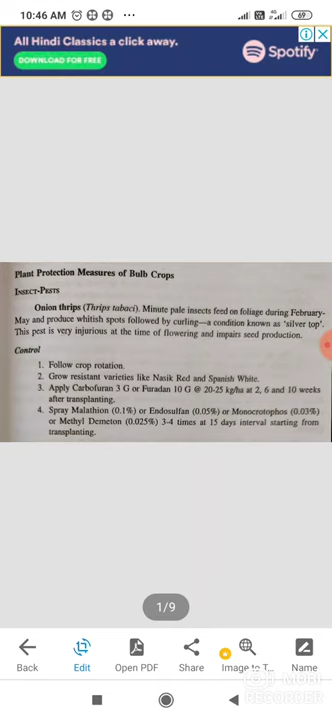 10:46 AM
69
All Hindi Classics a click away.
DOWNLOAD FOR FREE
Spotify
Plant Protection Measures of Bulb Crops
INSECT-PESTS
Onion thrips (Thrips tabaci). Minute pale insects feed on foliage during February-
May and produce whitish spots followed by curling—a condition known as 'silver top'.
This pest is very injurious at the time of flowering and impairs seed production.
Control
1. Follow crop rotation.
2. Grow resistant varieties like Nasik Red and Spanish White.
3. Apply Carbofuran 3 G or Furadan 10 G @ 20-25 kg/ha at 2, 6 and 10 weeks
after transplanting.
4. Spray Malathion (0.1%) or Endosulfan (0.05%) or Monocrotophos (0.03%)
or Methyl Demeton (0.025%) 3-4 times at 15 days interval starting from
transplanting.
1/9
Back
Edit
Open PDF
Share
Image to T...
Name
RECORDER